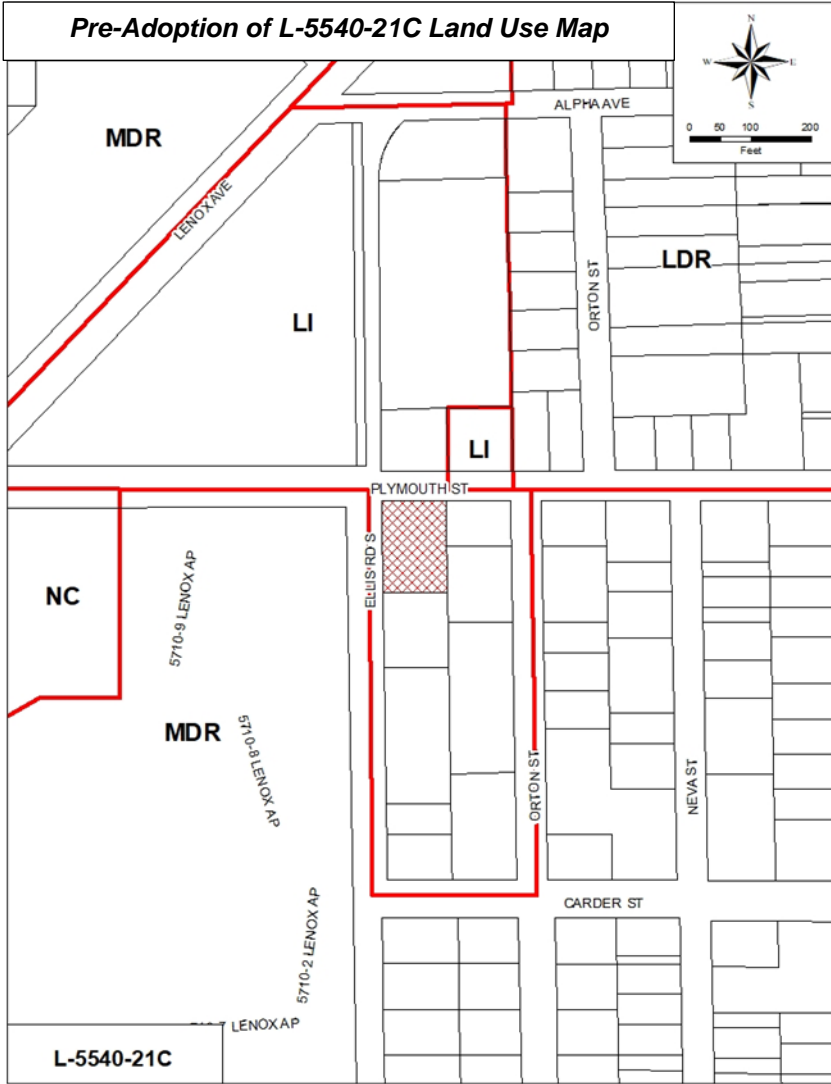 Pre-Adoption of L-5540-21C Land Use Map
N
W
E
S
0 50 100 200
Feet
ALPHA AVE
MDR
LENOX AVE
ORTON ST
LDR
LI
LI
PLYMOUTH ST
ELLIS RD S
NC
5710-9 LENOX AP
MDR
5710-8 LENOX AP
ORTON ST
NEVA ST
CARDER ST
5710-2 LENOX AP
LENOX AP
L-5540-21C